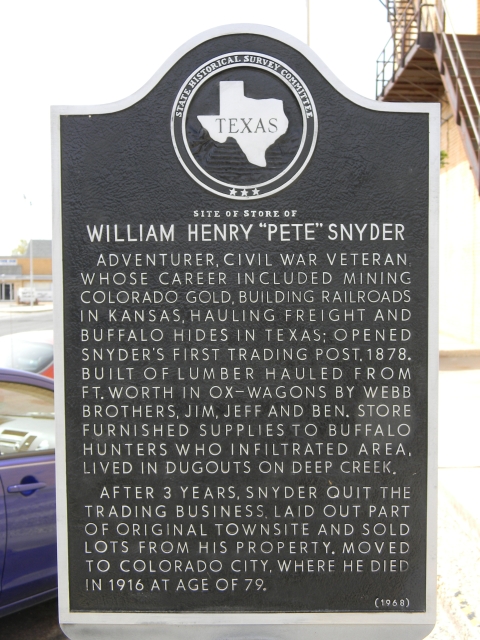 STATE HISTORICAL SURVEY COMMITTEE
TEXAS
SITE OF STORE OF
WILLIAM HENRY "PETE" SNYDER
ADVENTURER, CIVIL WAR VETERAN
WHOSE CAREER INCLUDED MINING
COLORADO GOLD, BUILDING RAILROADS
IN KANSAS, HAULING FREIGHT AND
BUFFALO HIDES IN TEXAS; OPENED
SNYDER'S FIRST TRADING POST, 1878.
BUILT OF LUMBER HAULED FROM
FT. WORTH IN OX-WAGONS BY WEBB
BROTHERS, JIM, JEFF AND BEN. STORE
FURNISHED SUPPLIES TO BUFFALO
HUNTERS WHO INFILTRATED AREA,
LIVED IN DUGOUTS ON DEEP CREEK.
AFTER 3 YEARS, SNYDER QUIT THE
TRADING BUSINESS, LAID OUT PART
OF ORIGINAL TOWNSITE AND SOLD
LOTS FROM HIS PROPERTY. MOVED
TO COLORADO CITY, WHERE HE DIED
IN 1916 AT AGE OF 79.
(1968)